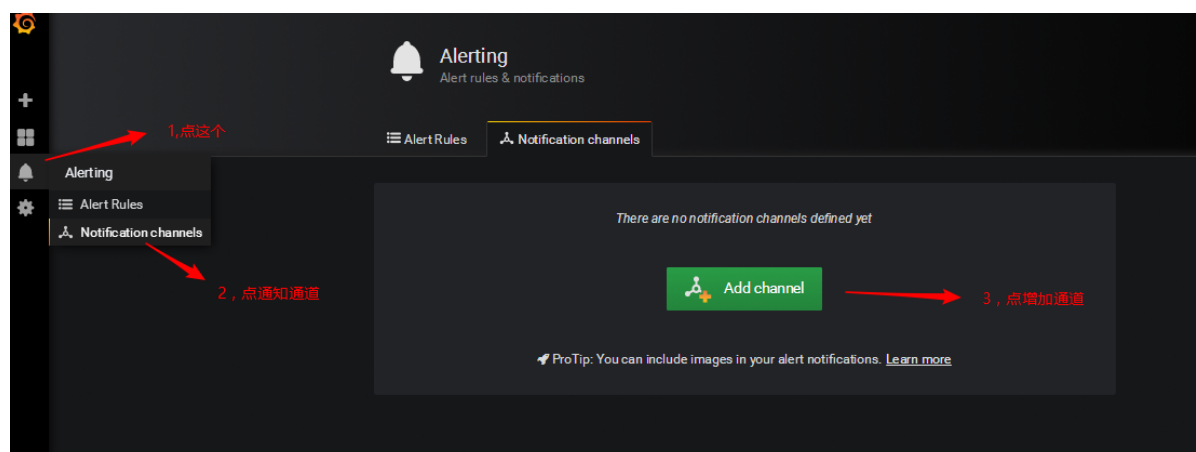 Alerting
Alert rules & notifications
1,点这个
Alert Rules
Notification channels
Alerting
Alert Rules
Notification channels
There are no notification channels defined yet
2，点通知通道
Add channel
3，点增加通道
ProTip: You can include images in your alert notifications. Learn more